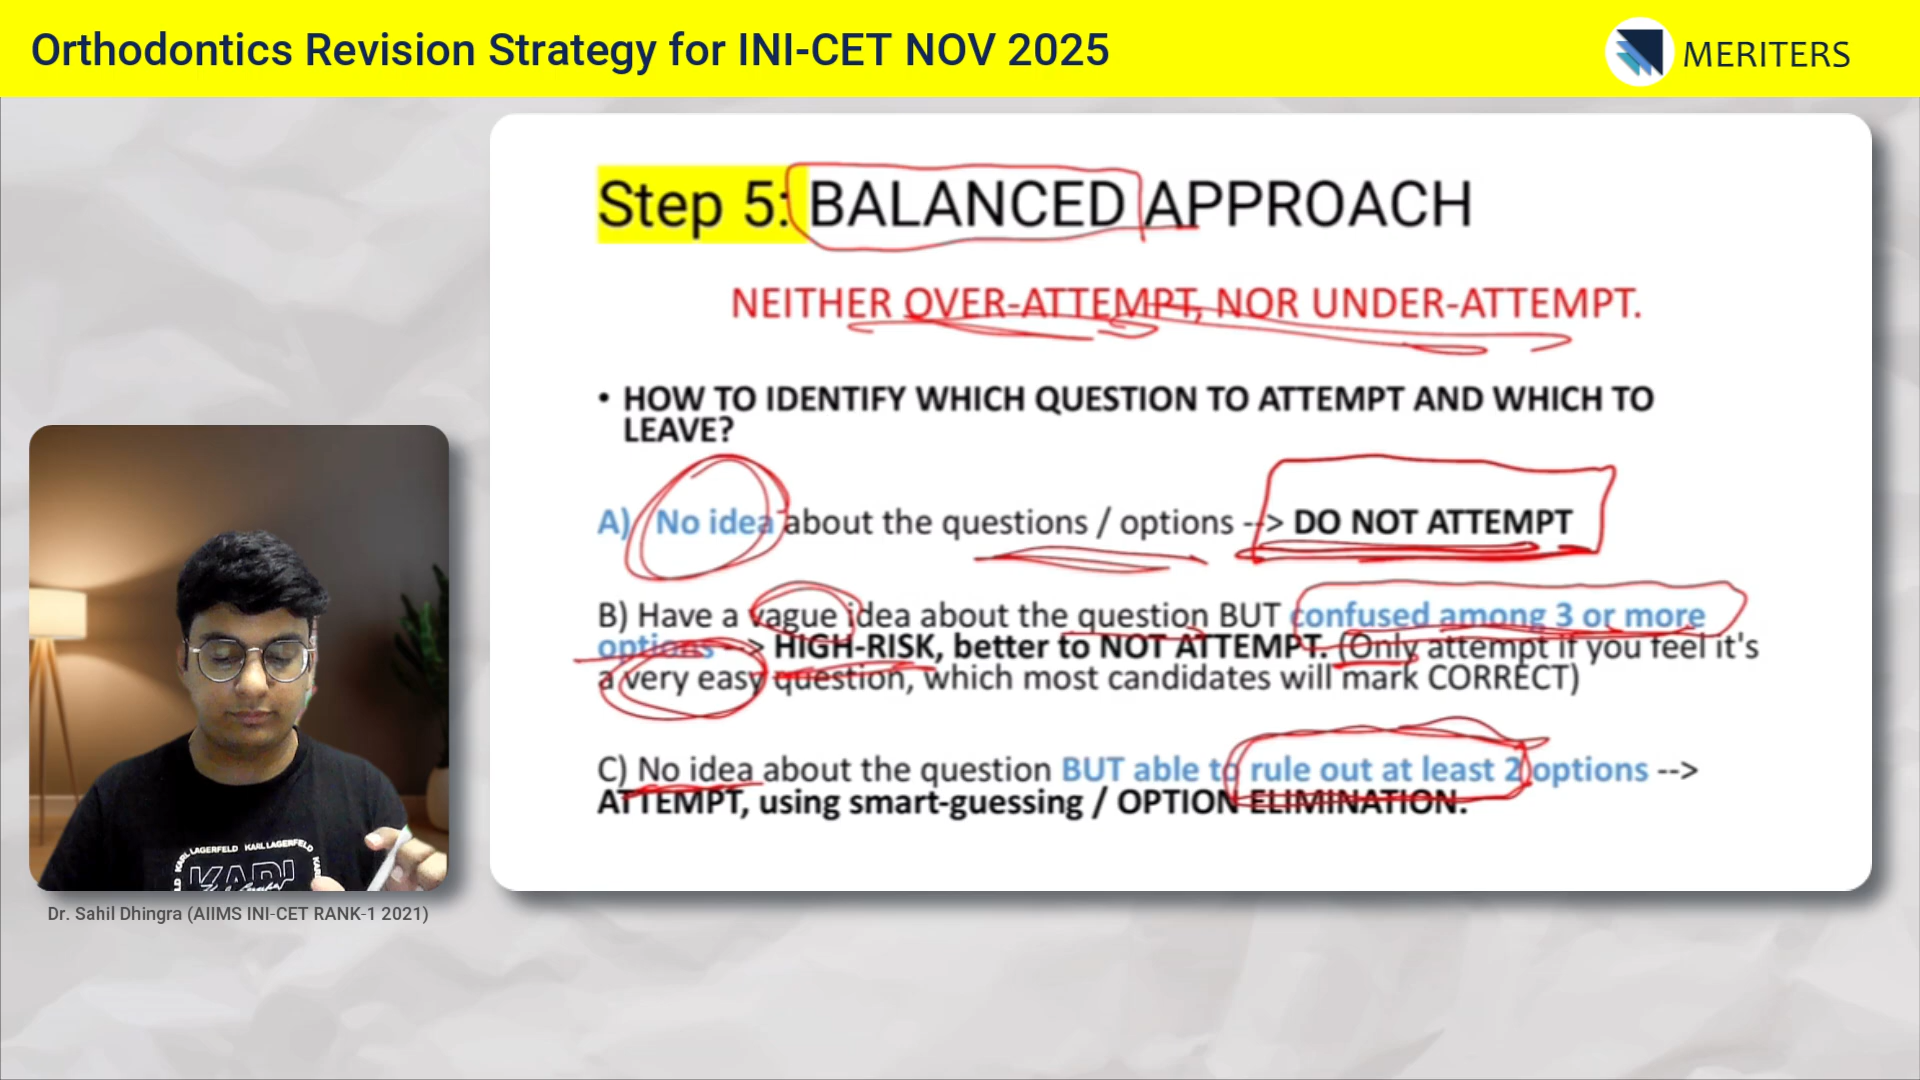 Orthodontics Revision Strategy for INI-CET NOV 2025
MERITERS
Step 5: BALANCED APPROACH
NEITHER OVER-ATTEMPT, NOR UNDER-ATTEMPT.
• HOW TO IDENTIFY WHICH QUESTION TO ATTEMPT AND WHICH TO
LEAVE?
A) No idea about the questions / options --> DO NOT ATTEMPT
B) Have a vague idea about the question BUT confused among 3 or more
options --> HIGH-RISK, better to NOT ATTEMPT. (Only attempt if you feel it's
a very easy question, which most candidates will mark CORRECT)
C) No idea about the question BUT able to rule out at least 2 options -->
ATTEMPT, using smart-guessing / OPTION ELIMINATION.
KARL LAGERFELD KARL LAGERFELD
Dr. Sahil Dhingra (AIIMS INI-CET RANK-1 2021)